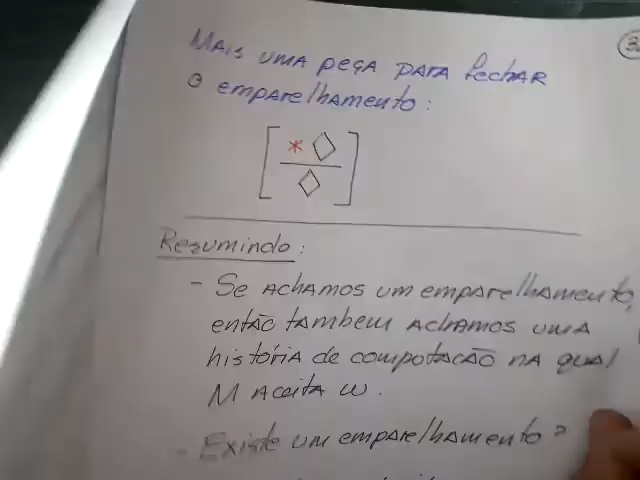 Mais uma peça para fechar
o emparelhamento:
[* ◇ / ◇]
Resumindo:
- Se achamos um emparelhamento,
então tambem achamos uma
história de computação na qual
M aceita w.
- Existe um emparelhamento?